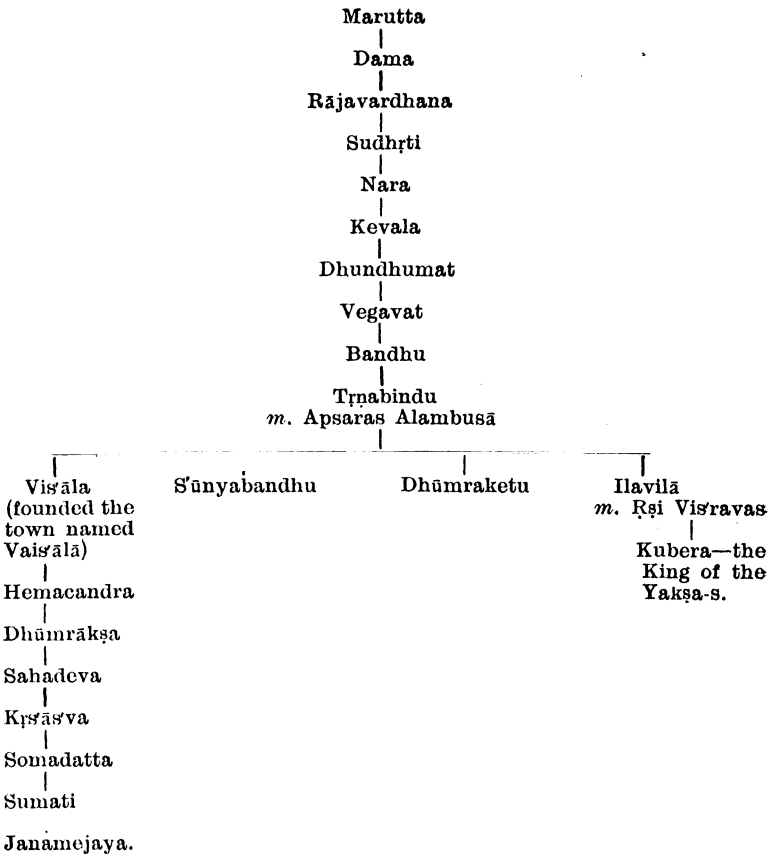 Marutta
Dama
Rājavardhana
Sudhṛti
Nara
Kevala
Dhundhumat
Vegavat
Bandhu
Tṛṇabindu
m. Apsaras Alambusā
Vis'āla
(founded the
town named
Vais'ālā)
Hemacandra
Dhūmrākṣa
Sahadeva
Kṛs'ās'va
Somadatta
Sumati
Janamejaya.
S'ūnyabandhu
Dhūmraketu
Ilavilā
m. Ṛṣi Vis'ravas
Kubera—the
King of the
Yakṣa-s.